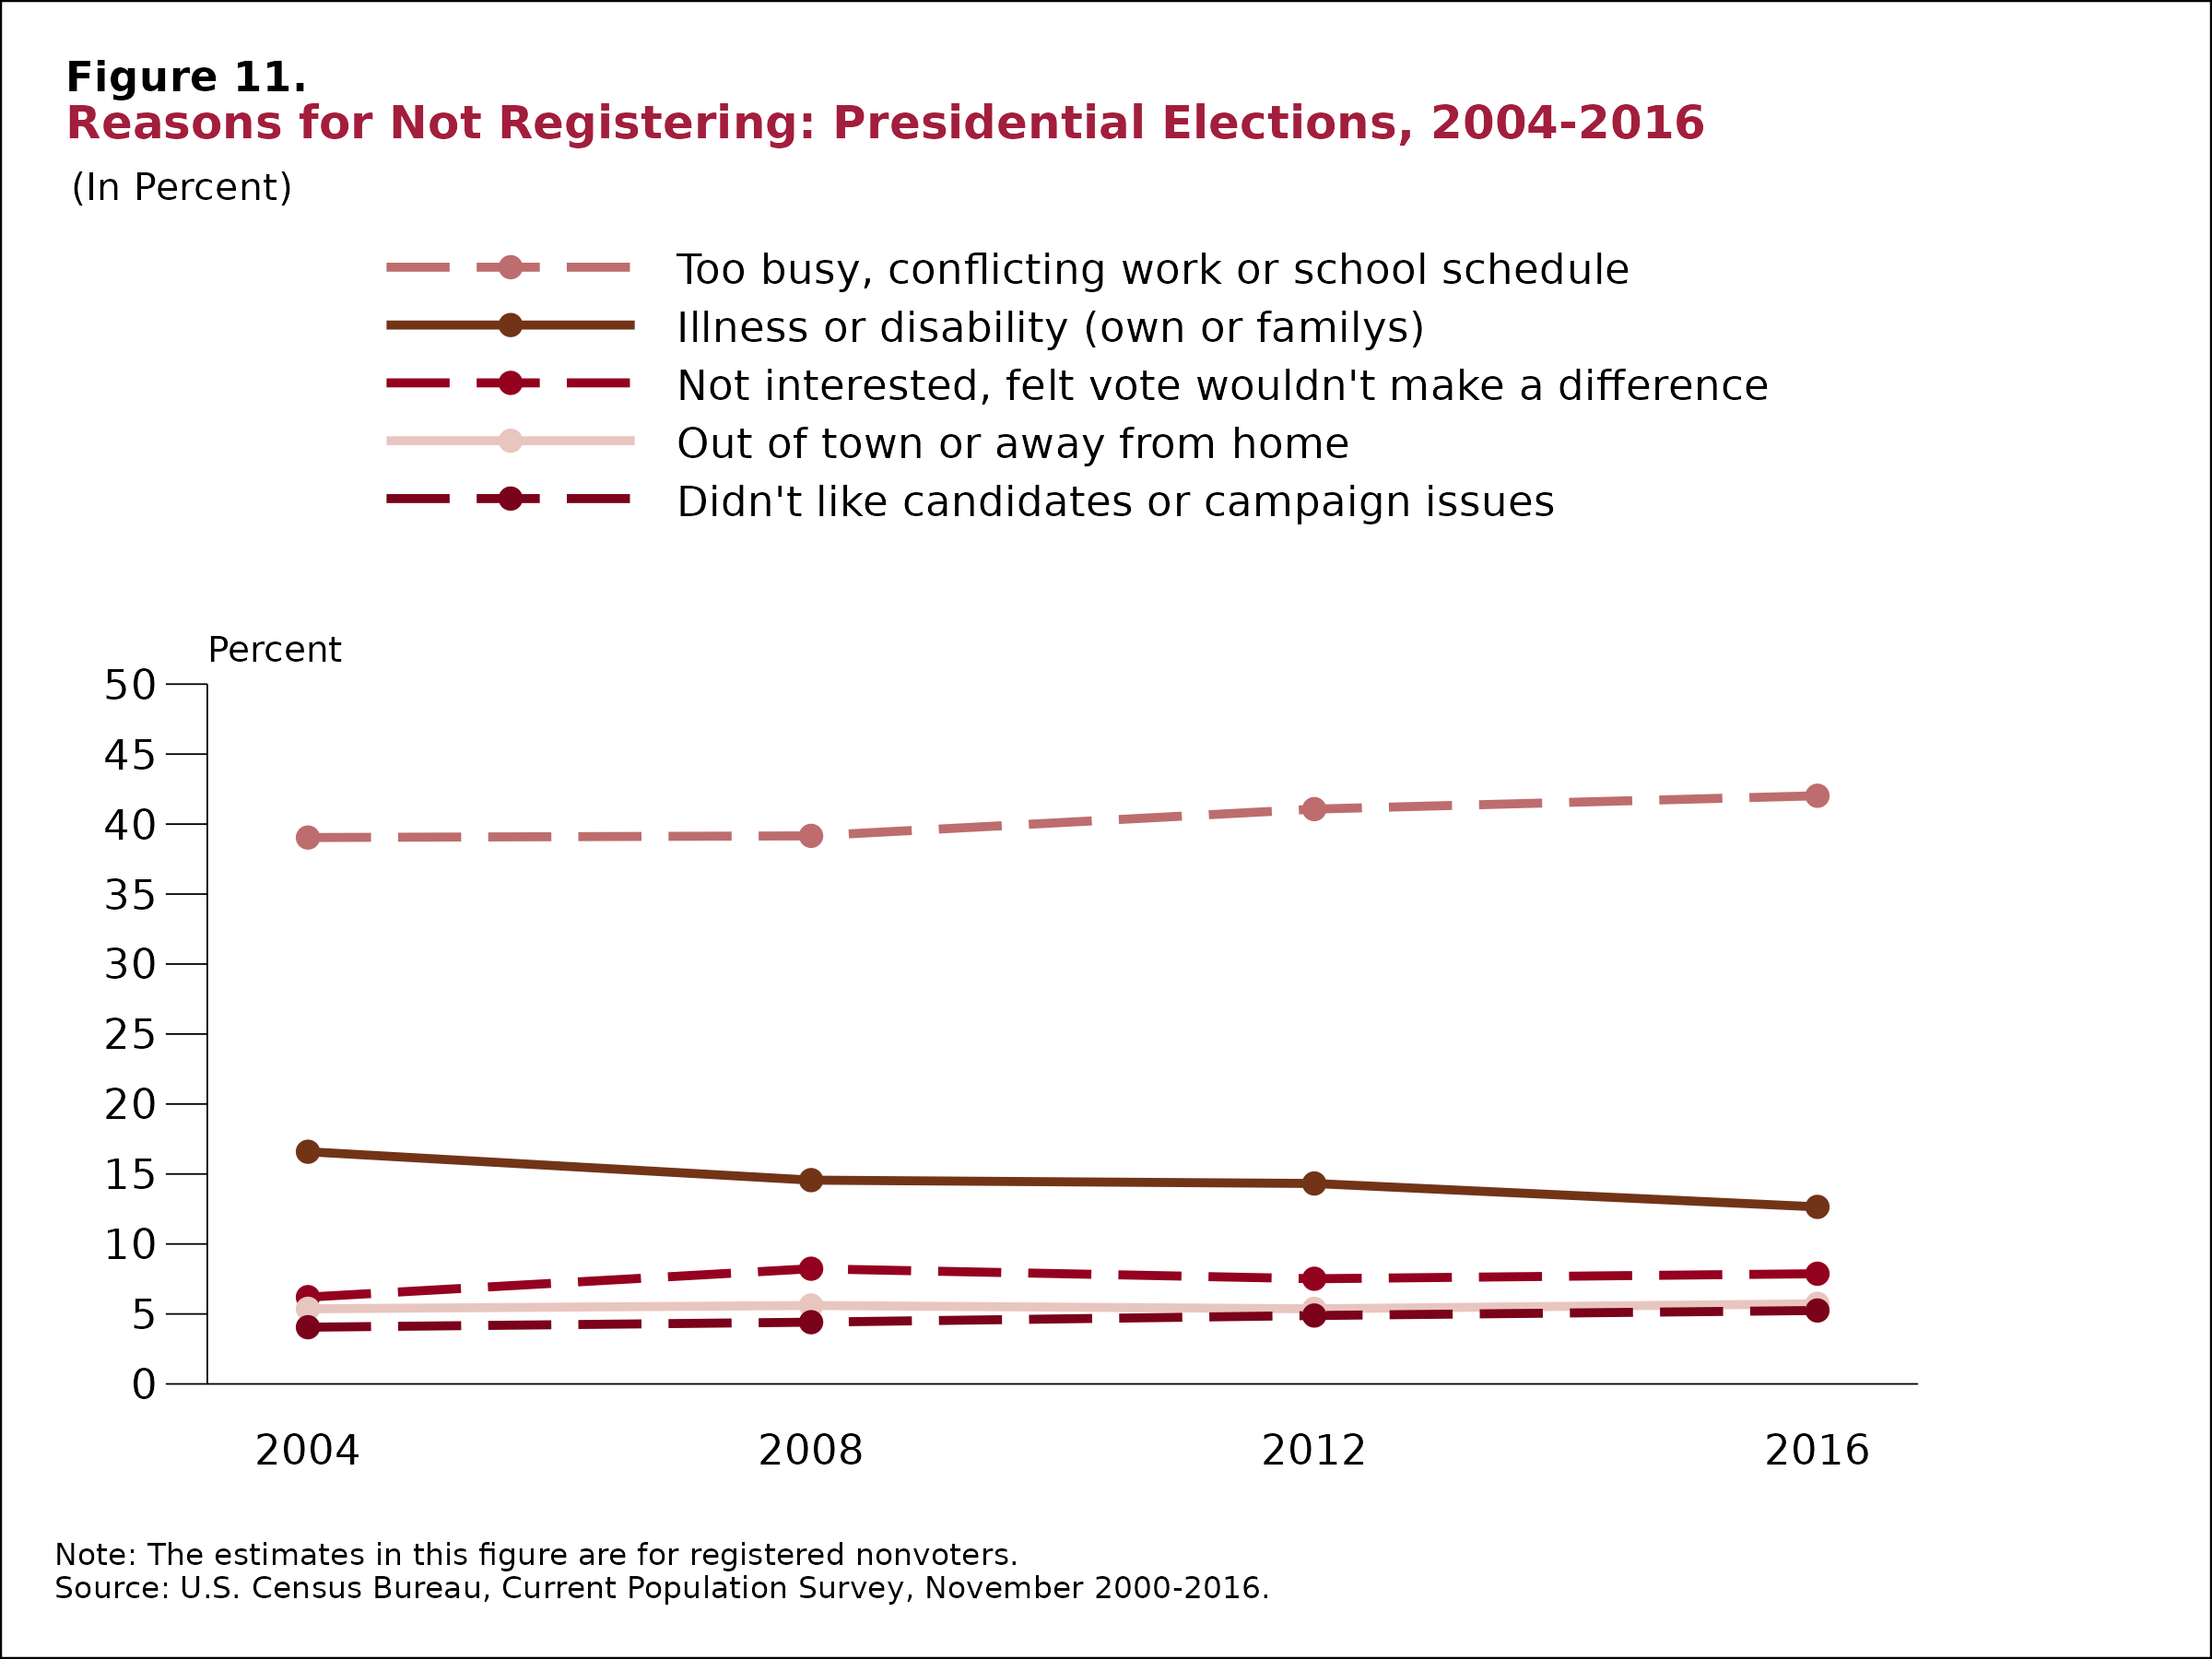 Figure 11.
Reasons for Not Registering: Presidential Elections, 2004-2016
(In Percent)
Too busy, conflicting work or school schedule
Illness or disability (own or familys)
Not interested, felt vote wouldn't make a difference
Out of town or away from home
Didn't like candidates or campaign issues
Percent
50
45
40
35
30
25
20
15
10
5
0
2004 2008 2012 2016
Note: The estimates in this figure are for registered nonvoters.
Source: U.S. Census Bureau, Current Population Survey, November 2000-2016.